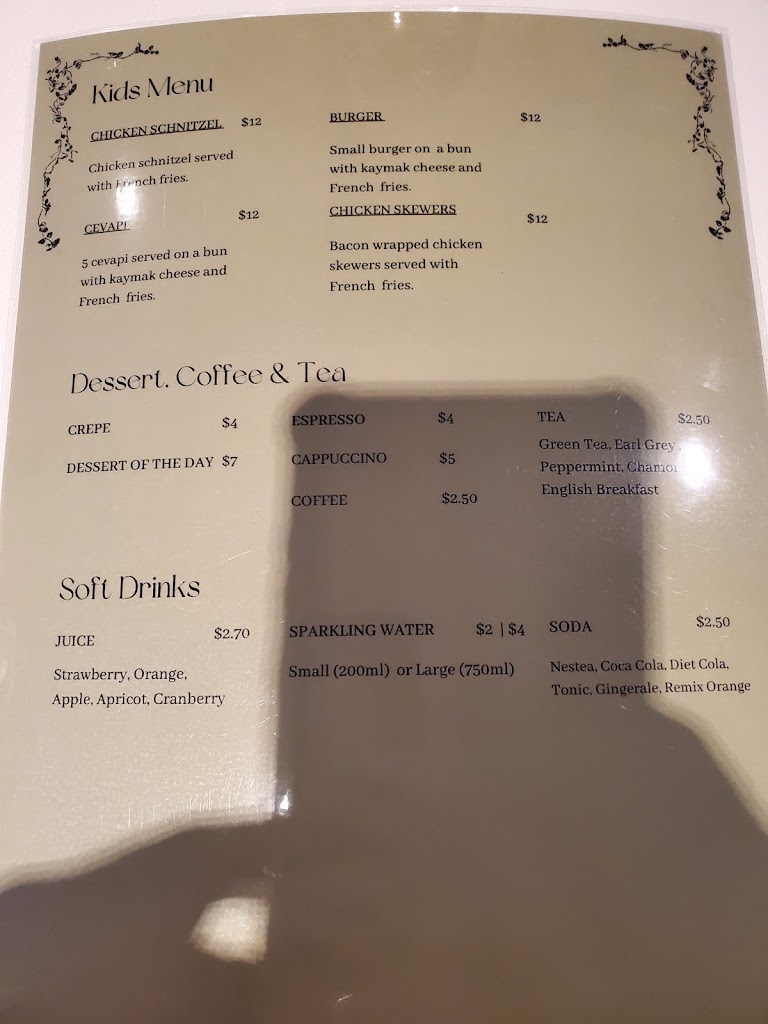 Kids Menu
CHICKEN SCHNITZEL $12
Chicken schnitzel served
with French fries.
BURGER $12
Small burger on a bun
with kaymak cheese and
French fries.
CEVAPI $12
5 cevapi served on a bun
with kaymak cheese and
French fries.
CHICKEN SKEWERS $12
Bacon wrapped chicken
skewers served with
French fries.
Dessert, Coffee & Tea
CREPE $4
DESSERT OF THE DAY $7
ESPRESSO $4
CAPPUCCINO $5
COFFEE $2.50
TEA $2.50
Green Tea, Earl Grey,
Peppermint,
English Breakfast
Soft Drinks
JUICE $2.70
Strawberry, Orange,
Apple, Apricot, Cranberry
SPARKLING WATER $2 | $4
Small (200ml) or Large (750ml)
SODA $2.50
Nestea, Coca Cola, Diet Cola,
Tonic, Gingerale, Remix Orange